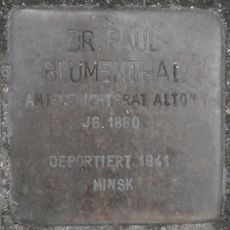 DR. PAUL
BLUMENTHAL
AMTSGERICHTSRAT ALTONA
JG. 1880
DEPORTIERT 1941
MINSK